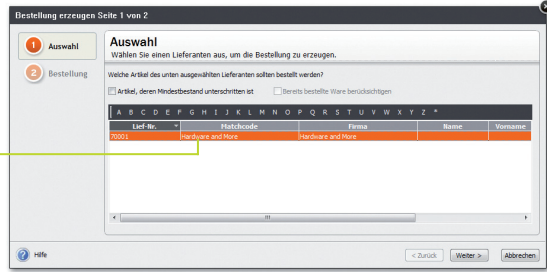 Bestellung erzeugen Seite 1 von 2
1 Auswahl
2 Bestellung
Auswahl
Wählen Sie einen Lieferanten aus, um die Bestellung zu erzeugen.
Welche Artikel des unten ausgewählten Lieferanten sollten bestellt werden?
Artikel, deren Mindestbestand unterschritten ist Bereits bestellte Ware berücksichtigen
A B C D E F G H I J K L M N O P Q R S T U V W X Y Z *
Lief-Nr. Matchcode Firma Name Vorname
70001 Hardware and More Hardware and More
Hilfe < Zurück Weiter > Abbrechen